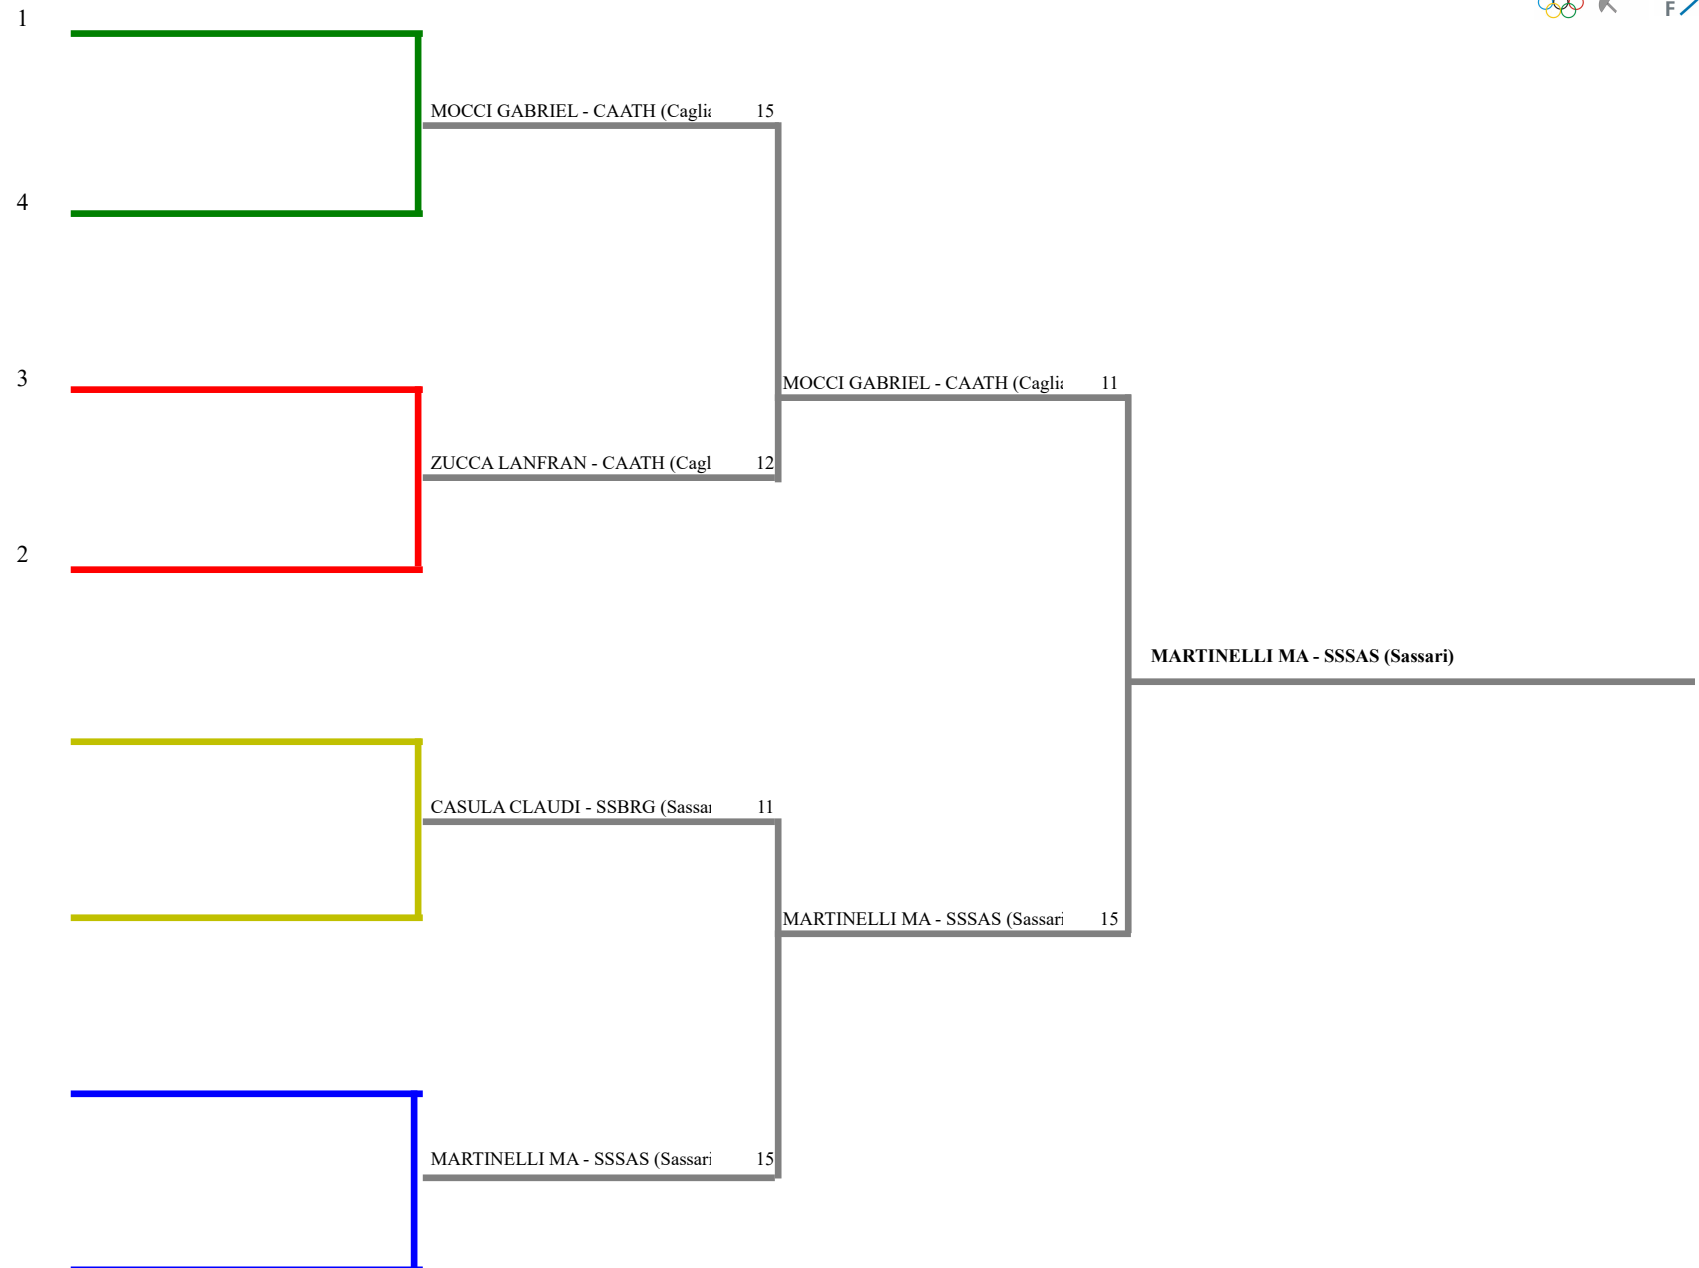 1
MOCCI GABRIEL - CAATH (Caglia 15
4
3
MOCCI GABRIEL - CAATH (Caglia 11
ZUCCA LANFRAN - CAATH (Cagl 12
2
MARTINELLI MA - SSSAS (Sassari)
CASULA CLAUDI - SSBRG (Sassar 11
MARTINELLI MA - SSSAS (Sassari 15
MARTINELLI MA - SSSAS (Sassari 15
F